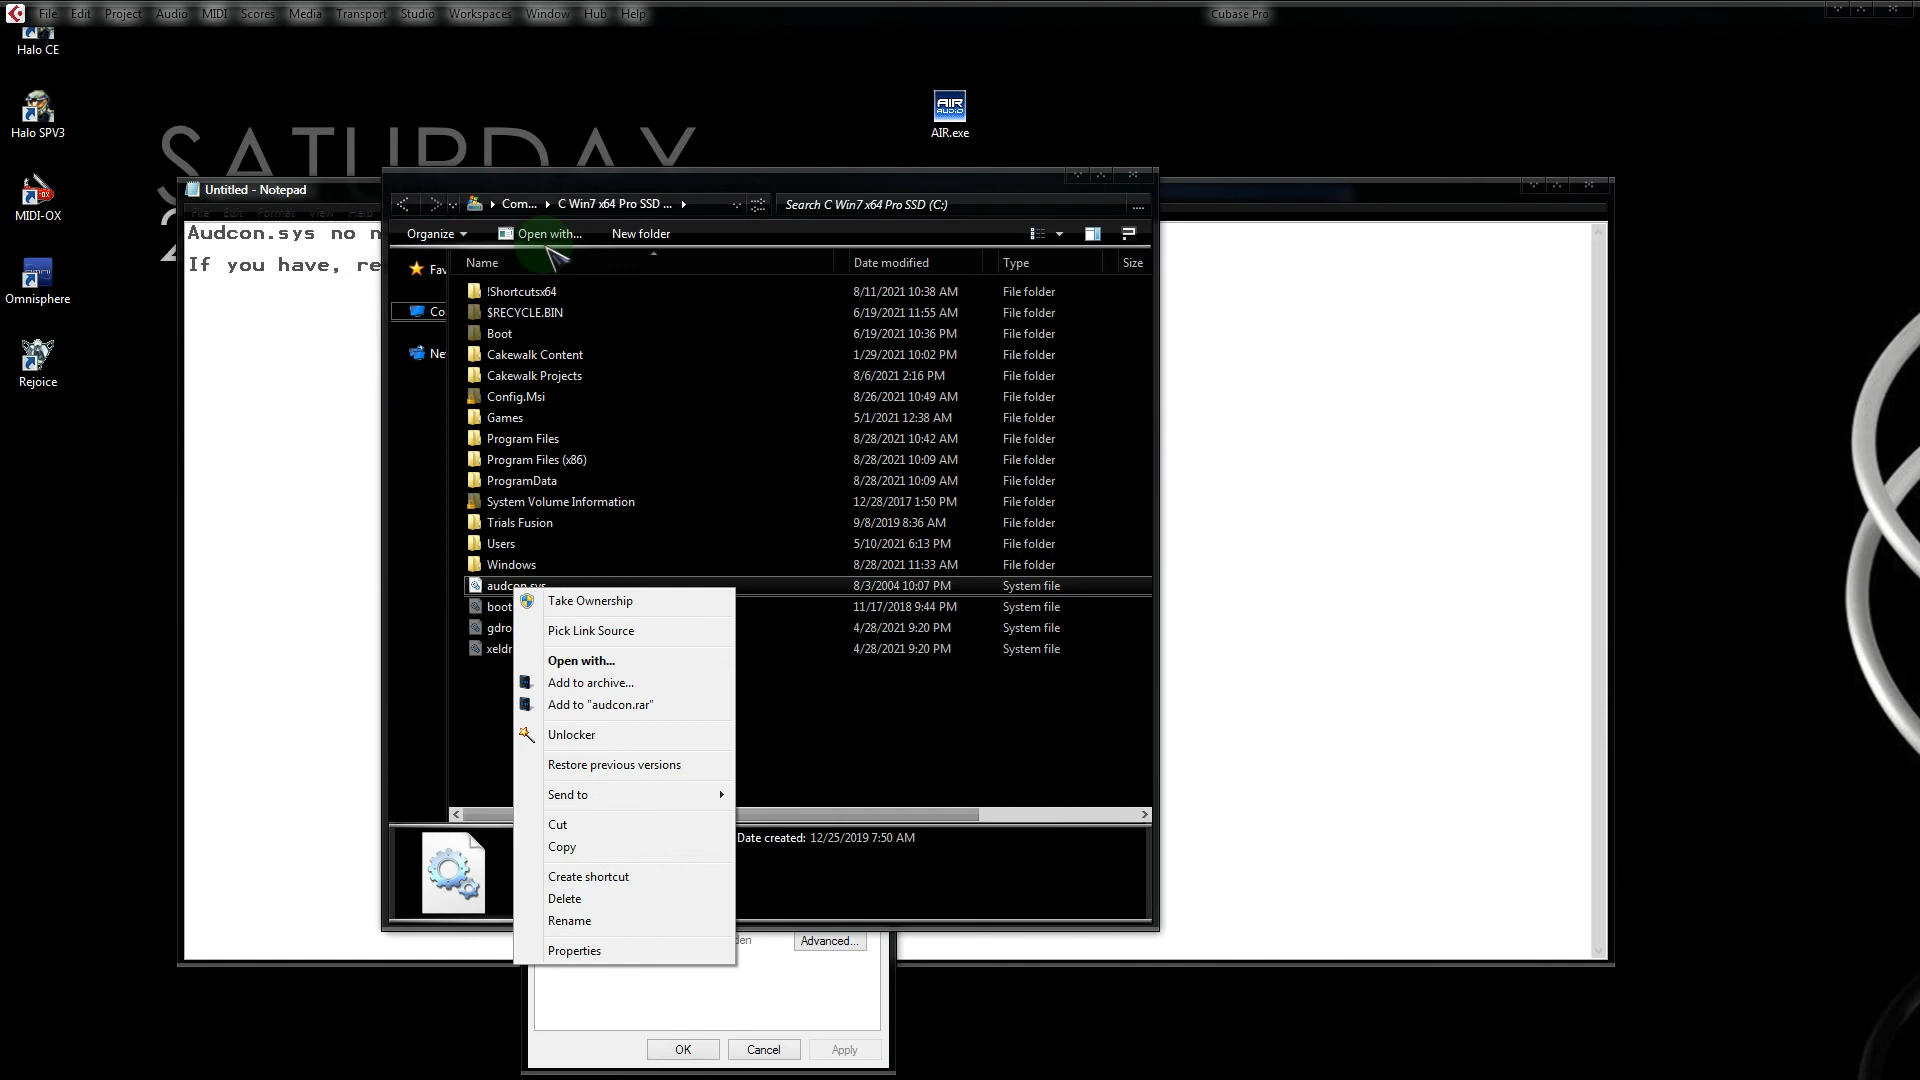 File Edit Project Audio MIDI Scores Media Transport Studio Workspaces Window Hub Help
Cubase Pro
Halo CE
Halo SPV3
MIDI-OX
Omnisphere
Rejoice
AIR AUDIO
AIR.exe
SATURDAY
Untitled - Notepad
File Edit Format View Help
Audcon.sys no n
If you have, re
Com... C Win7 x64 Pro SSD ...
Search C Win7 x64 Pro SSD (C:)
Organize Open with... New folder
Fav
Co
Ne
Name Date modified Type Size
!Shortcutsx64 8/11/2021 10:38 AM File folder
$RECYCLE.BIN 6/19/2021 11:55 AM File folder
Boot 6/19/2021 10:36 PM File folder
Cakewalk Content 1/29/2021 10:02 PM File folder
Cakewalk Projects 8/6/2021 2:16 PM File folder
Config.Msi 8/26/2021 10:49 AM File folder
Games 5/1/2021 12:38 AM File folder
Program Files 8/28/2021 10:42 AM File folder
Program Files (x86) 8/28/2021 10:09 AM File folder
ProgramData 8/28/2021 10:09 AM File folder
System Volume Information 12/28/2017 1:50 PM File folder
Trials Fusion 9/8/2019 8:36 AM File folder
Users 5/10/2021 6:13 PM File folder
Windows 8/28/2021 11:33 AM File folder
audcon.sys 8/3/2004 10:07 PM System file
boot 11/17/2018 9:44 PM System file
gdro 4/28/2021 9:20 PM System file
xeldr 4/28/2021 9:20 PM System file
Take Ownership
Pick Link Source
Open with...
Add to archive...
Add to "audcon.rar"
Unlocker
Restore previous versions
Send to
Cut
Copy
Create shortcut
Delete
Rename
Properties
Date created: 12/25/2019 7:50 AM
den
Advanced...
OK Cancel Apply